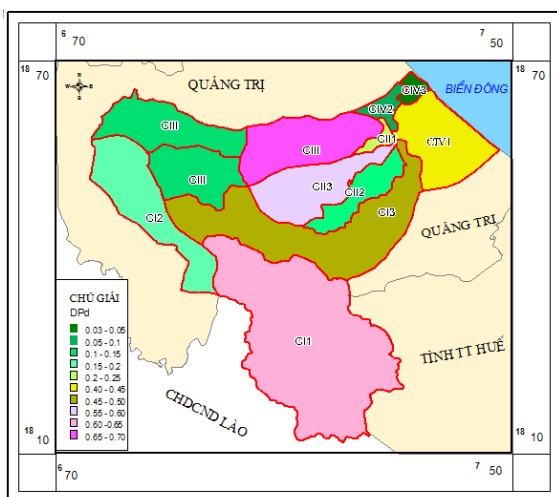 6 70
7 50
18 70
18 70
QUẢNG TRỊ
BIỂN ĐÔNG
CIV3
CIV2
CIII
CIII
CII1
CIV1
CIII
CII3
CII2
CI2
CI3
QUẢNG TRỊ
CHÚ GIẢI
DPd
0.03 - 0.05
0.05 - 0.1
0.1 - 0.15
0.15 - 0.2
0.2 - 0.25
0.40 - 0.45
0.45 - 0.50
0.55 - 0.60
0.60 - 0.65
0.65 - 0.70
CI1
TỈNH TT HUẾ
CHDCND LÀO
18 10
18 10
6 70
7 50